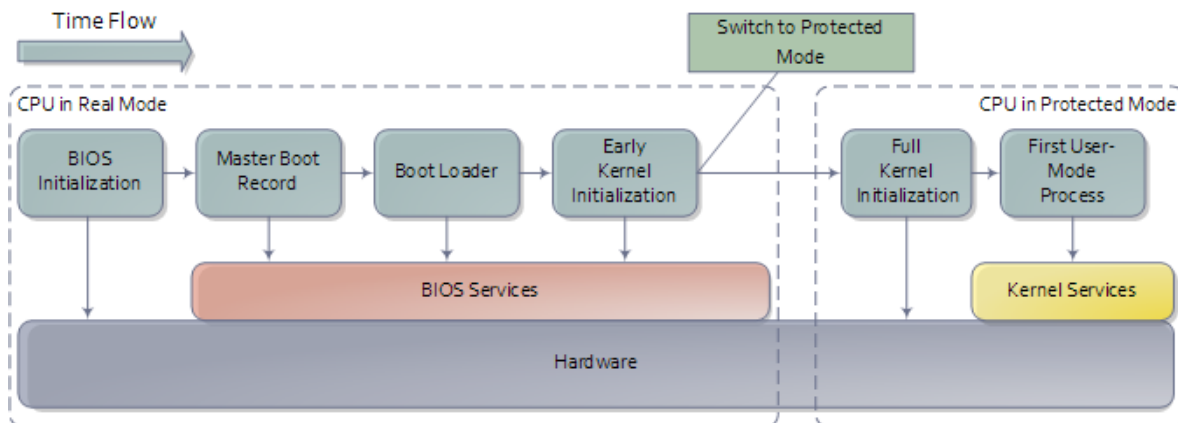 Time Flow
Switch to Protected
Mode
CPU in Real Mode
CPU in Protected Mode
BIOS
Initialization
Master Boot
Record
Boot Loader
Early
Kernel
Initialization
Full
Kernel
Initialization
First User-
Mode
Process
BIOS Services
Kernel Services
Hardware